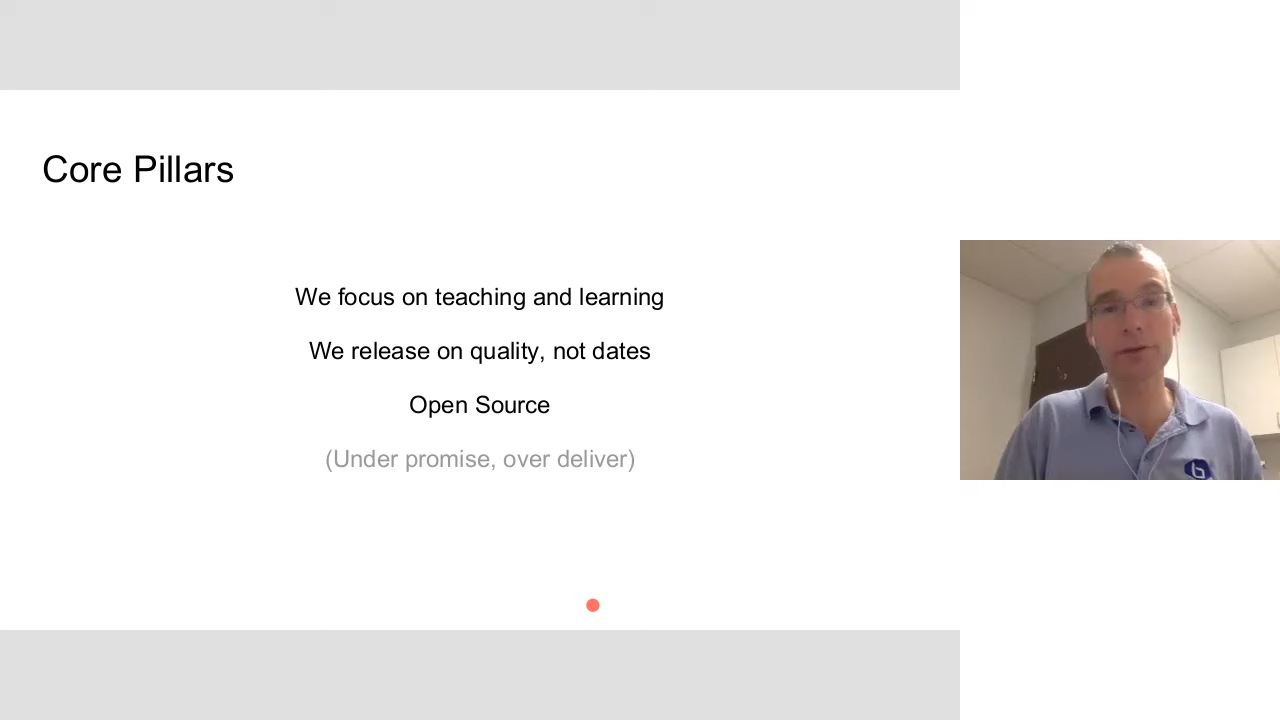 Core Pillars
We focus on teaching and learning
We release on quality, not dates
Open Source
(Under promise, over deliver)
b